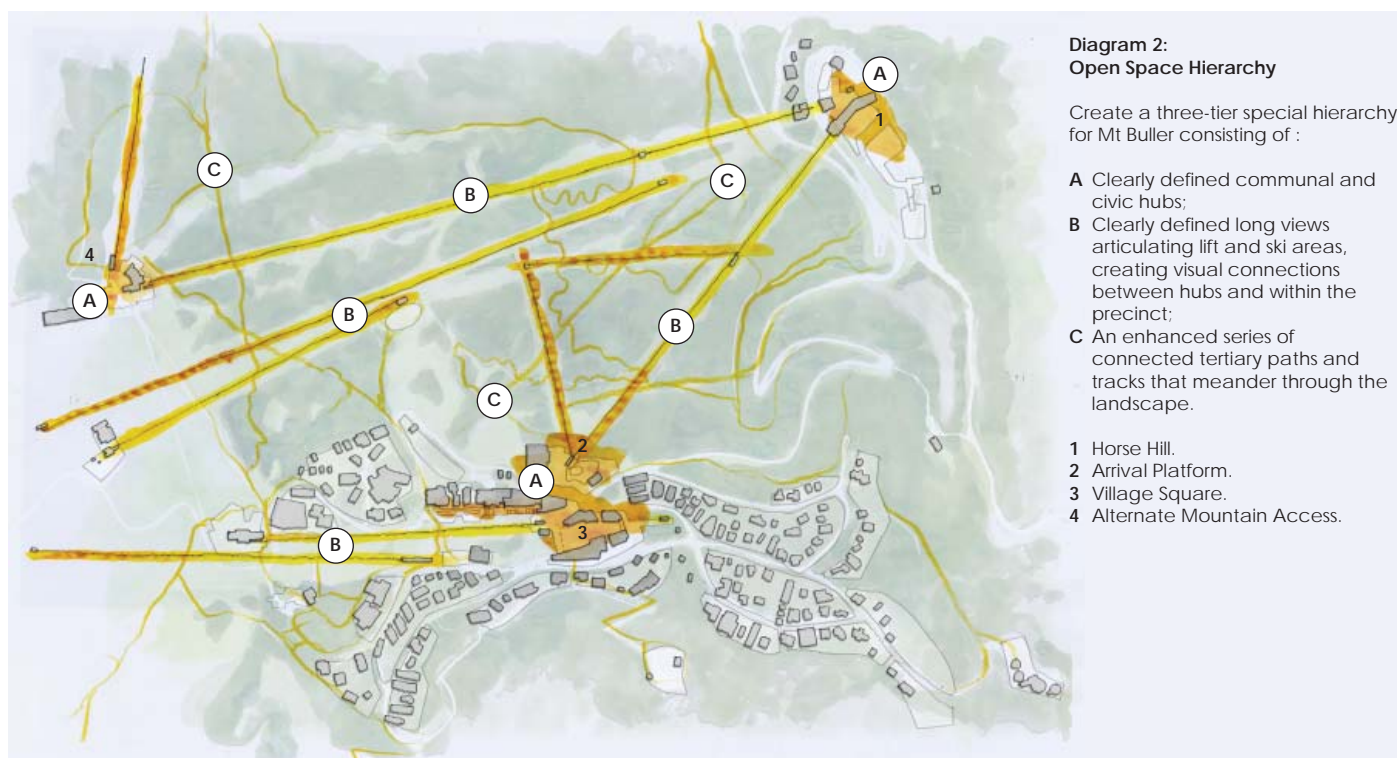 Diagram 2:
Open Space Hierarchy
Create a three-tier special hierarchy
for Mt Buller consisting of :
A Clearly defined communal and
civic hubs;
B Clearly defined long views
articulating lift and ski areas,
creating visual connections
between hubs and within the
precinct;
C An enhanced series of
connected tertiary paths and
tracks that meander through the
landscape.
1 Horse Hill.
2 Arrival Platform.
3 Village Square.
4 Alternate Mountain Access.
A
1
C
C
B
4
A
B
B
C
2
A
3
B